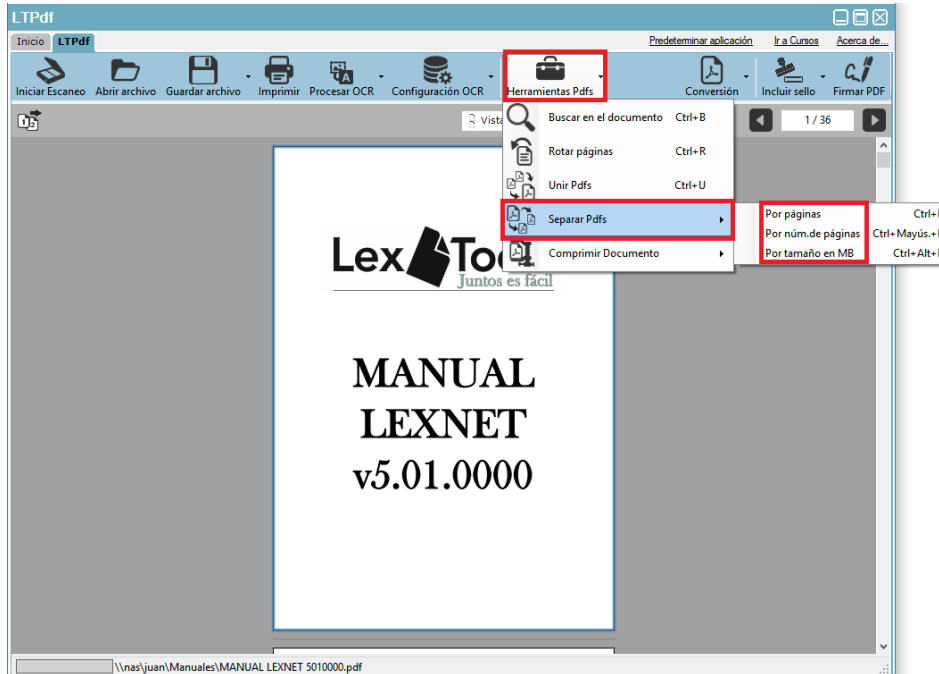 LTPdf
Inicio LTPdf Predeterminar aplicación Ir a Cursos Acerca de...
Iniciar Escaneo Abrir archivo Guardar archivo Imprimir Procesar OCR Configuración OCR Herramientas Pdfs Conversión Incluir sello Firmar PDF
1 / 36
Buscar en el documento Ctrl+B
Rotar páginas Ctrl+R
Unir Pdfs Ctrl+U
Separar Pdfs
Comprimir Documento
Por páginas
Por núm.de páginas Ctrl+Mayús.+
Por tamaño en MB Ctrl+Alt+
Lex
Juntos es fácil
MANUAL
LEXNET
v5.01.0000
\\nas\juan\Manuales\MANUAL LEXNET 5010000.pdf